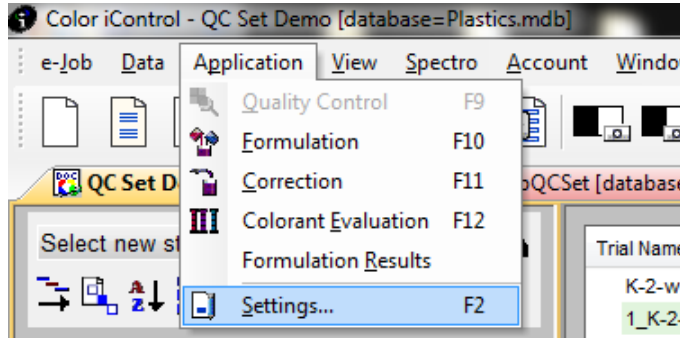 Color iControl - QC Set Demo [database=Plastics.mdb]
e-Job Data Application View Spectro Account Windo
Quality Control F9
Formulation F10
Correction F11
Colorant Evaluation F12
Formulation Results
Settings... F2
QC Set D
QCSet [database
Select new st
Trial Name
K-2-w
1_K-2-